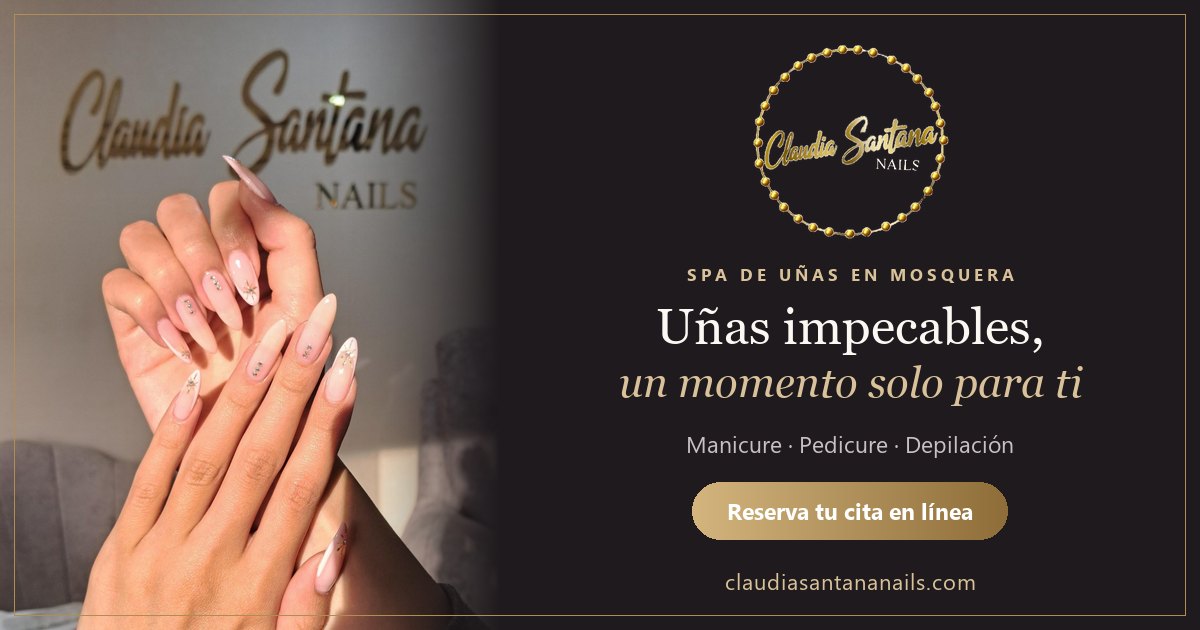 Claudia Santana
NAILS
Claudia Santana
NAILS
SPA DE UÑAS EN MOSQUERA
Uñas impecables,
un momento solo para ti
Manicure · Pedicure · Depilación
Reserva tu cita en línea
claudiasantananails.com